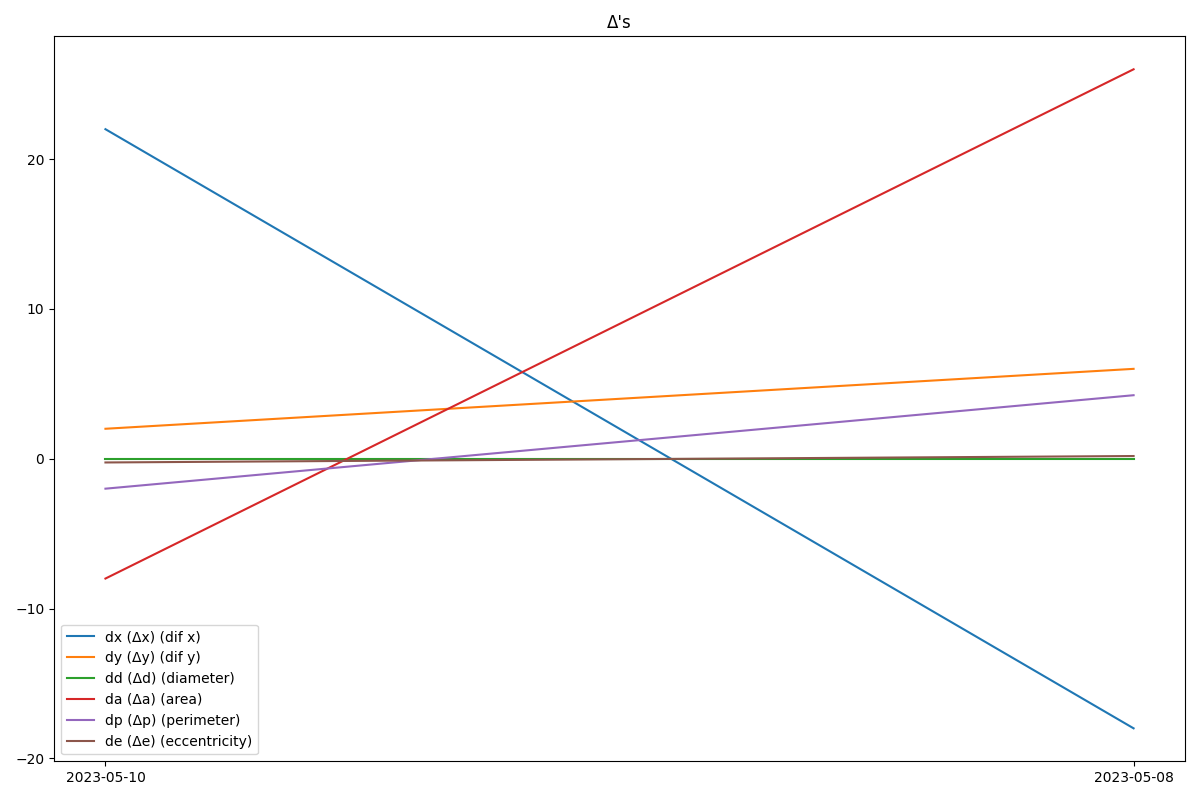 Δ's
20
10
0
−10
−20
dx (Δx) (dif x)
dy (Δy) (dif y)
dd (Δd) (diameter)
da (Δa) (area)
dp (Δp) (perimeter)
de (Δe) (eccentricity)
2023-05-10
2023-05-08